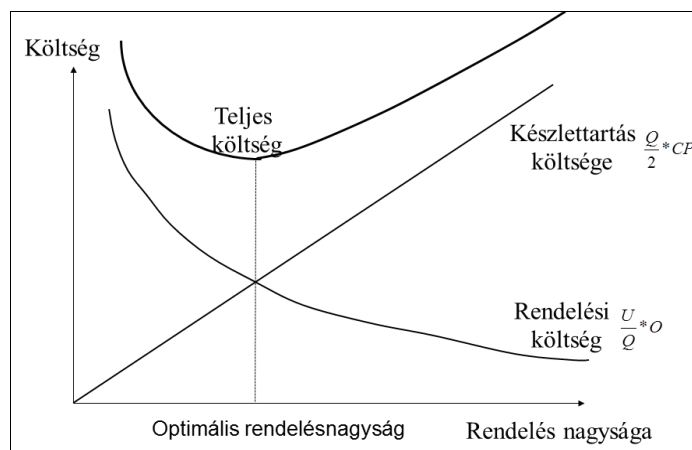 Költség
Teljes
költség
Készlettartás
költsége Q/2 *CP
Rendelési
költség U/Q *O
Optimális rendelésnagyság
Rendelés nagysága